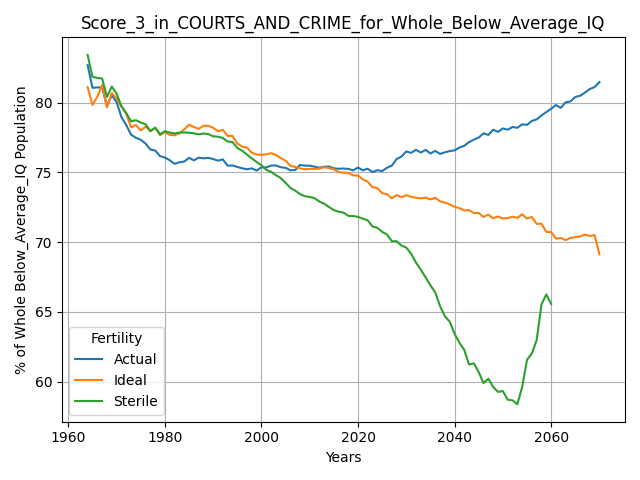 Score_3_in_COURTS_AND_CRIME_for_Whole_Below_Average_IQ
% of Whole Below_Average_IQ Population
80
75
70
65
60
Fertility
Actual
Ideal
Sterile
1960 1980 2000 2020 2040 2060
Years